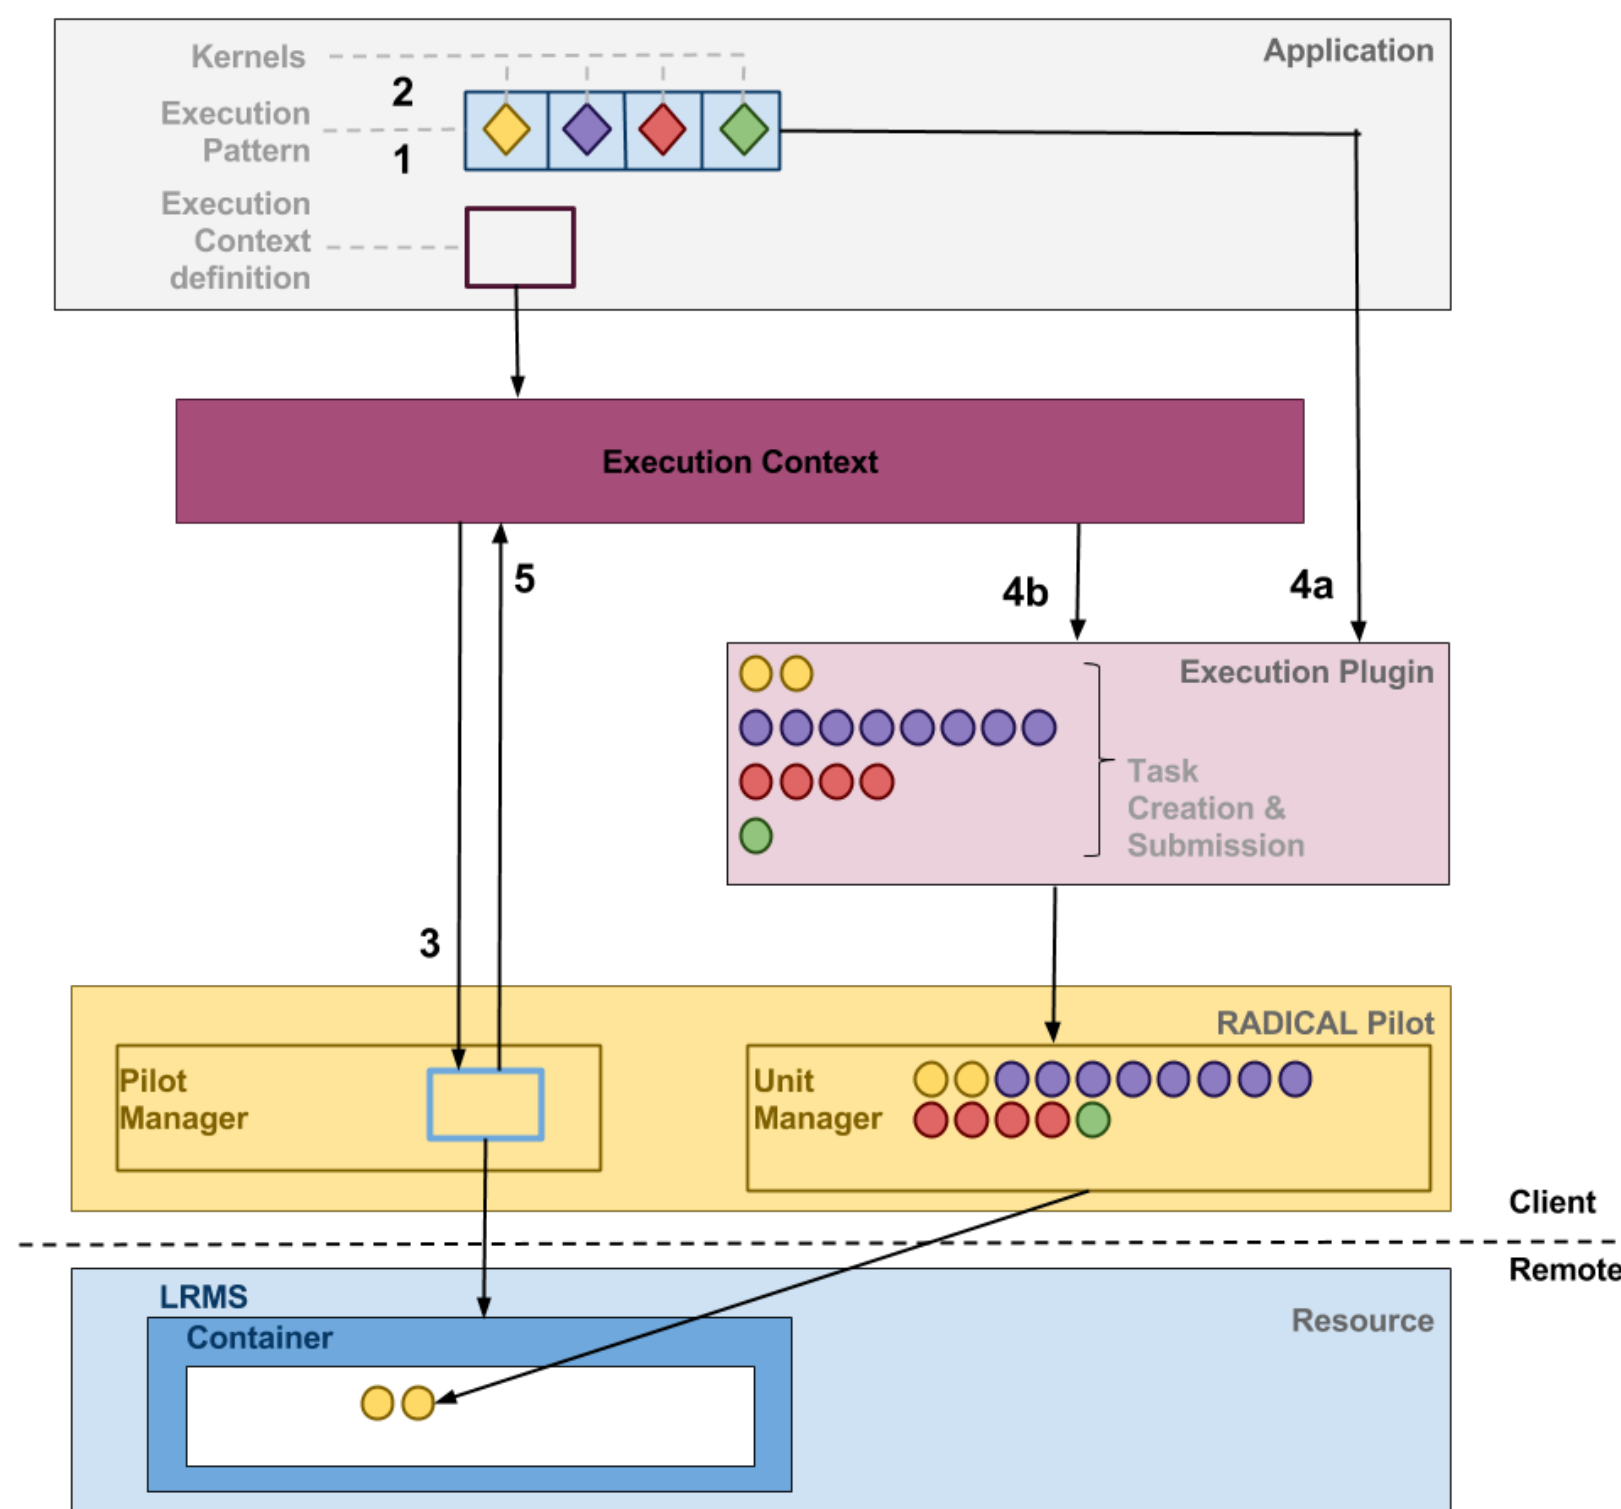 Application
Kernels
2
Execution
Pattern
1
Execution
Context
definition
Execution Context
5
4b
4a
Execution Plugin
Task
Creation &
Submission
3
RADICAL Pilot
Pilot
Manager
Unit
Manager
Client
Remote
LRMS
Resource
Container